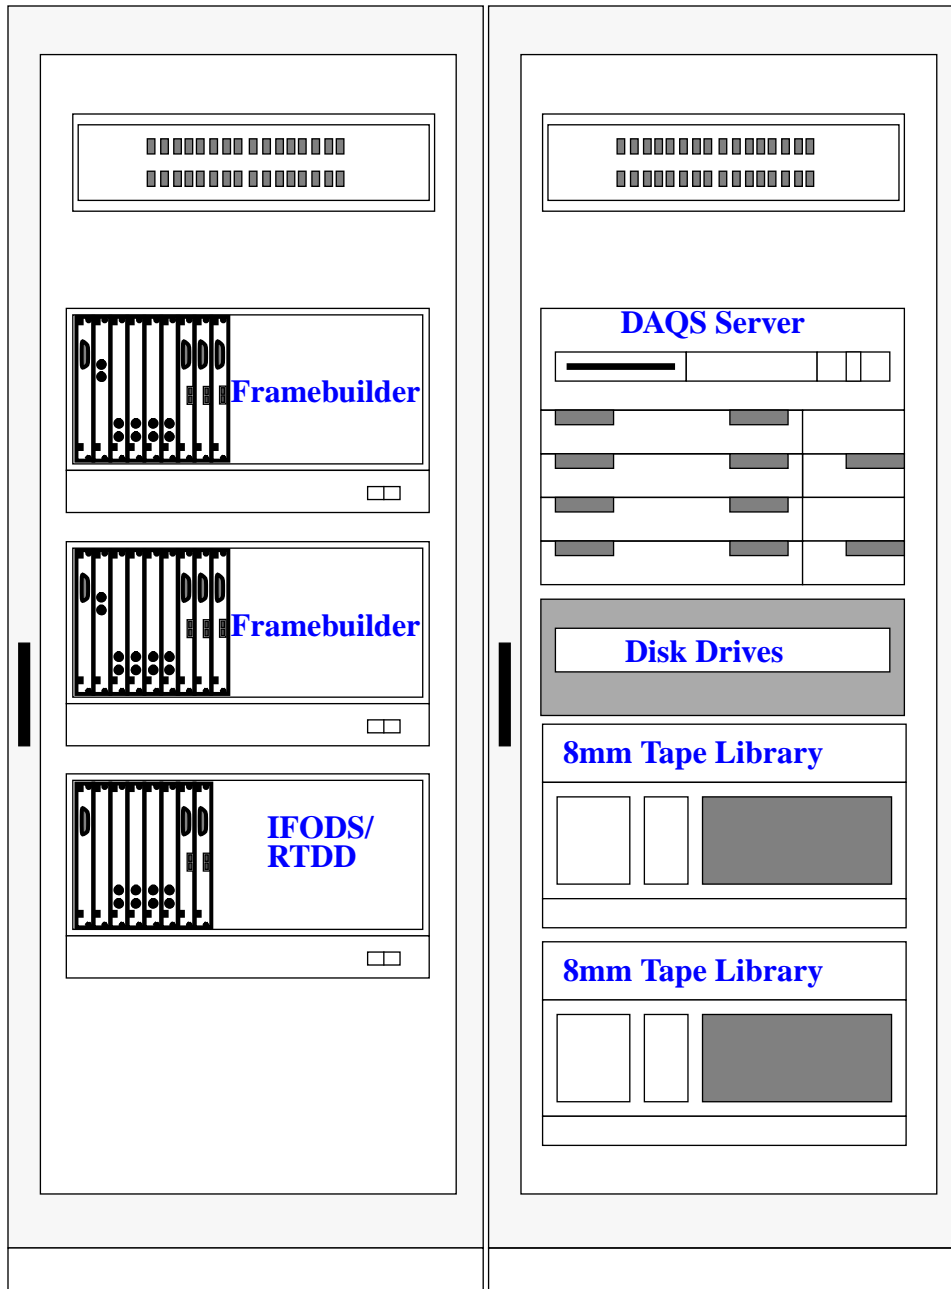 Framebuilder
Framebuilder
IFODS/
RTDD
DAQS Server
Disk Drives
8mm Tape Library
8mm Tape Library